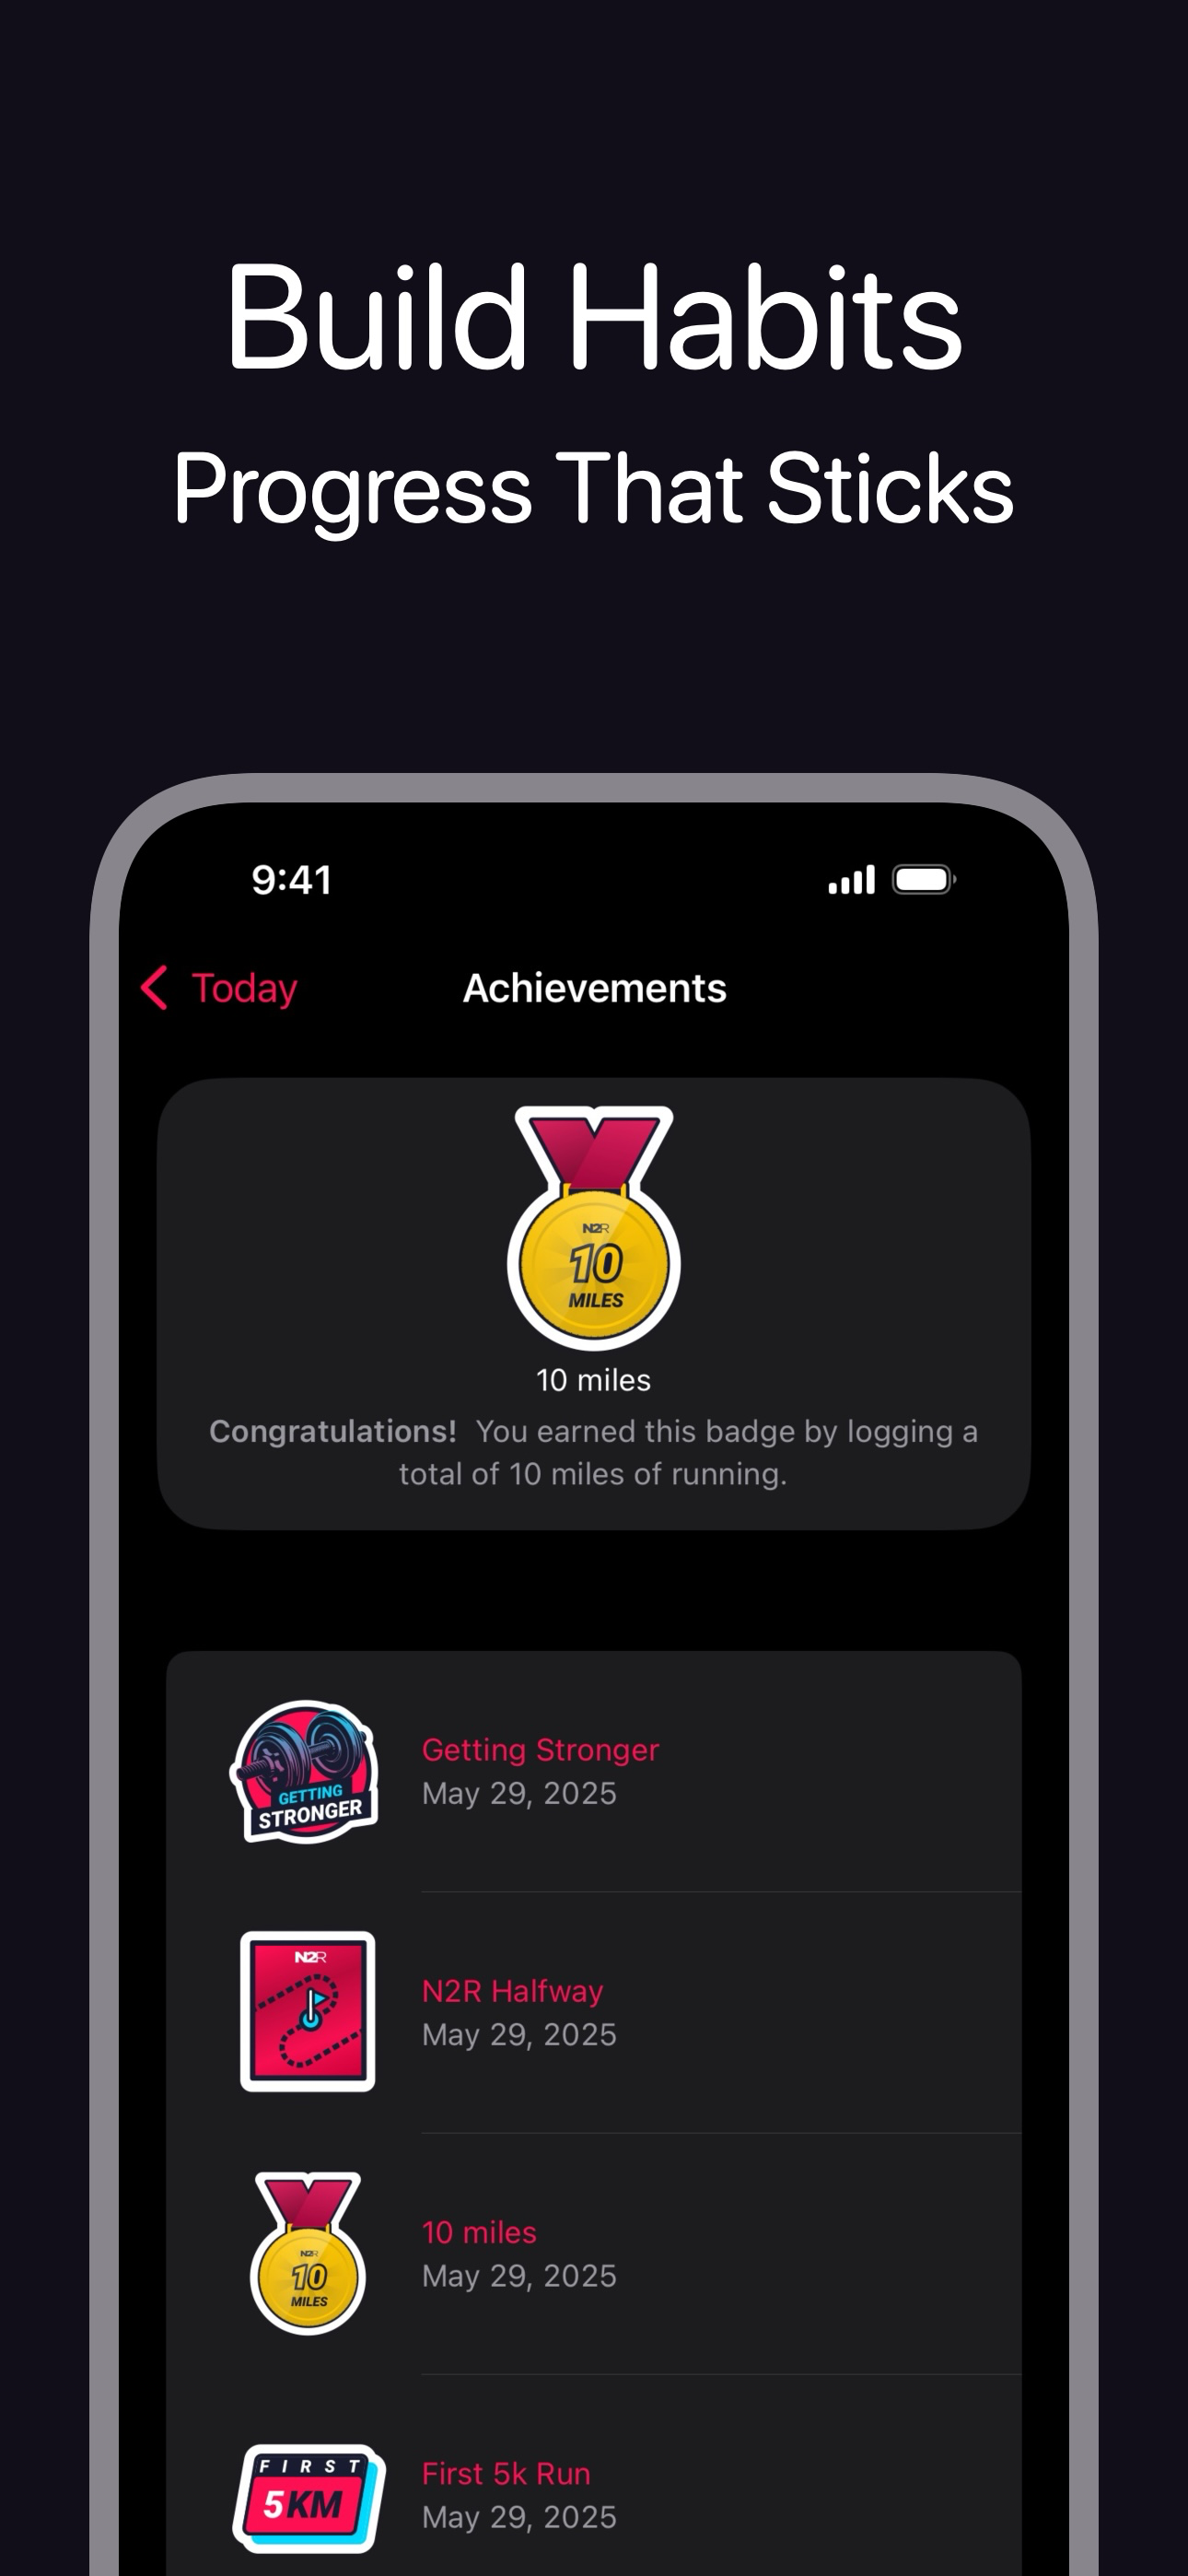 Build Habits
Progress That Sticks
9:41
Today
Achievements
N2R
10
MILES
10 miles
Congratulations! You earned this badge by logging a
total of 10 miles of running.
GETTING
STRONGER
Getting Stronger
May 29, 2025
N2R
N2R Halfway
May 29, 2025
N2R
10
MILES
10 miles
May 29, 2025
FIRST
5KM
First 5k Run
May 29, 2025